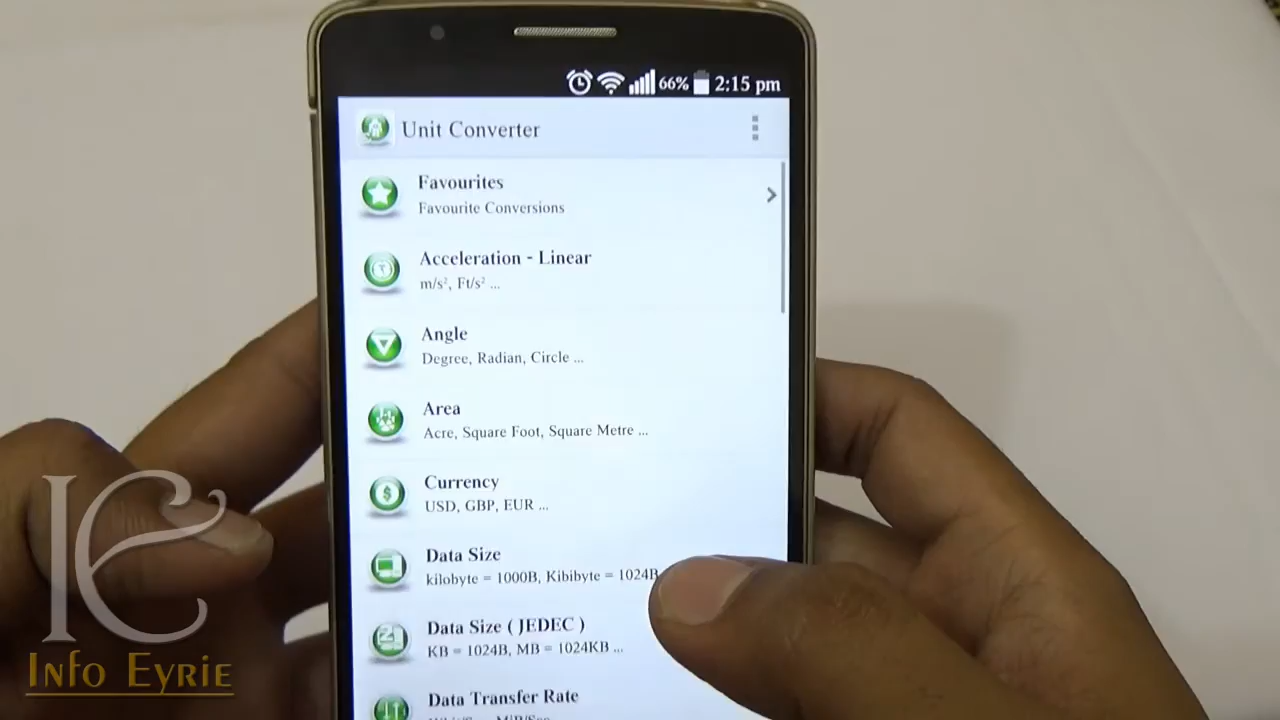 66% 2:15 pm
Unit Converter
Favourites
Favourite Conversions
Acceleration - Linear
m/s², Ft/s² ...
Angle
Degree, Radian, Circle ...
Area
Acre, Square Foot, Square Metre ...
Currency
USD, GBP, EUR ...
Data Size
kilobyte = 1000B, Kibibyte = 1024B
Data Size ( JEDEC )
KB = 1024B, MB = 1024KB ...
Data Transfer Rate
Info Eyrie